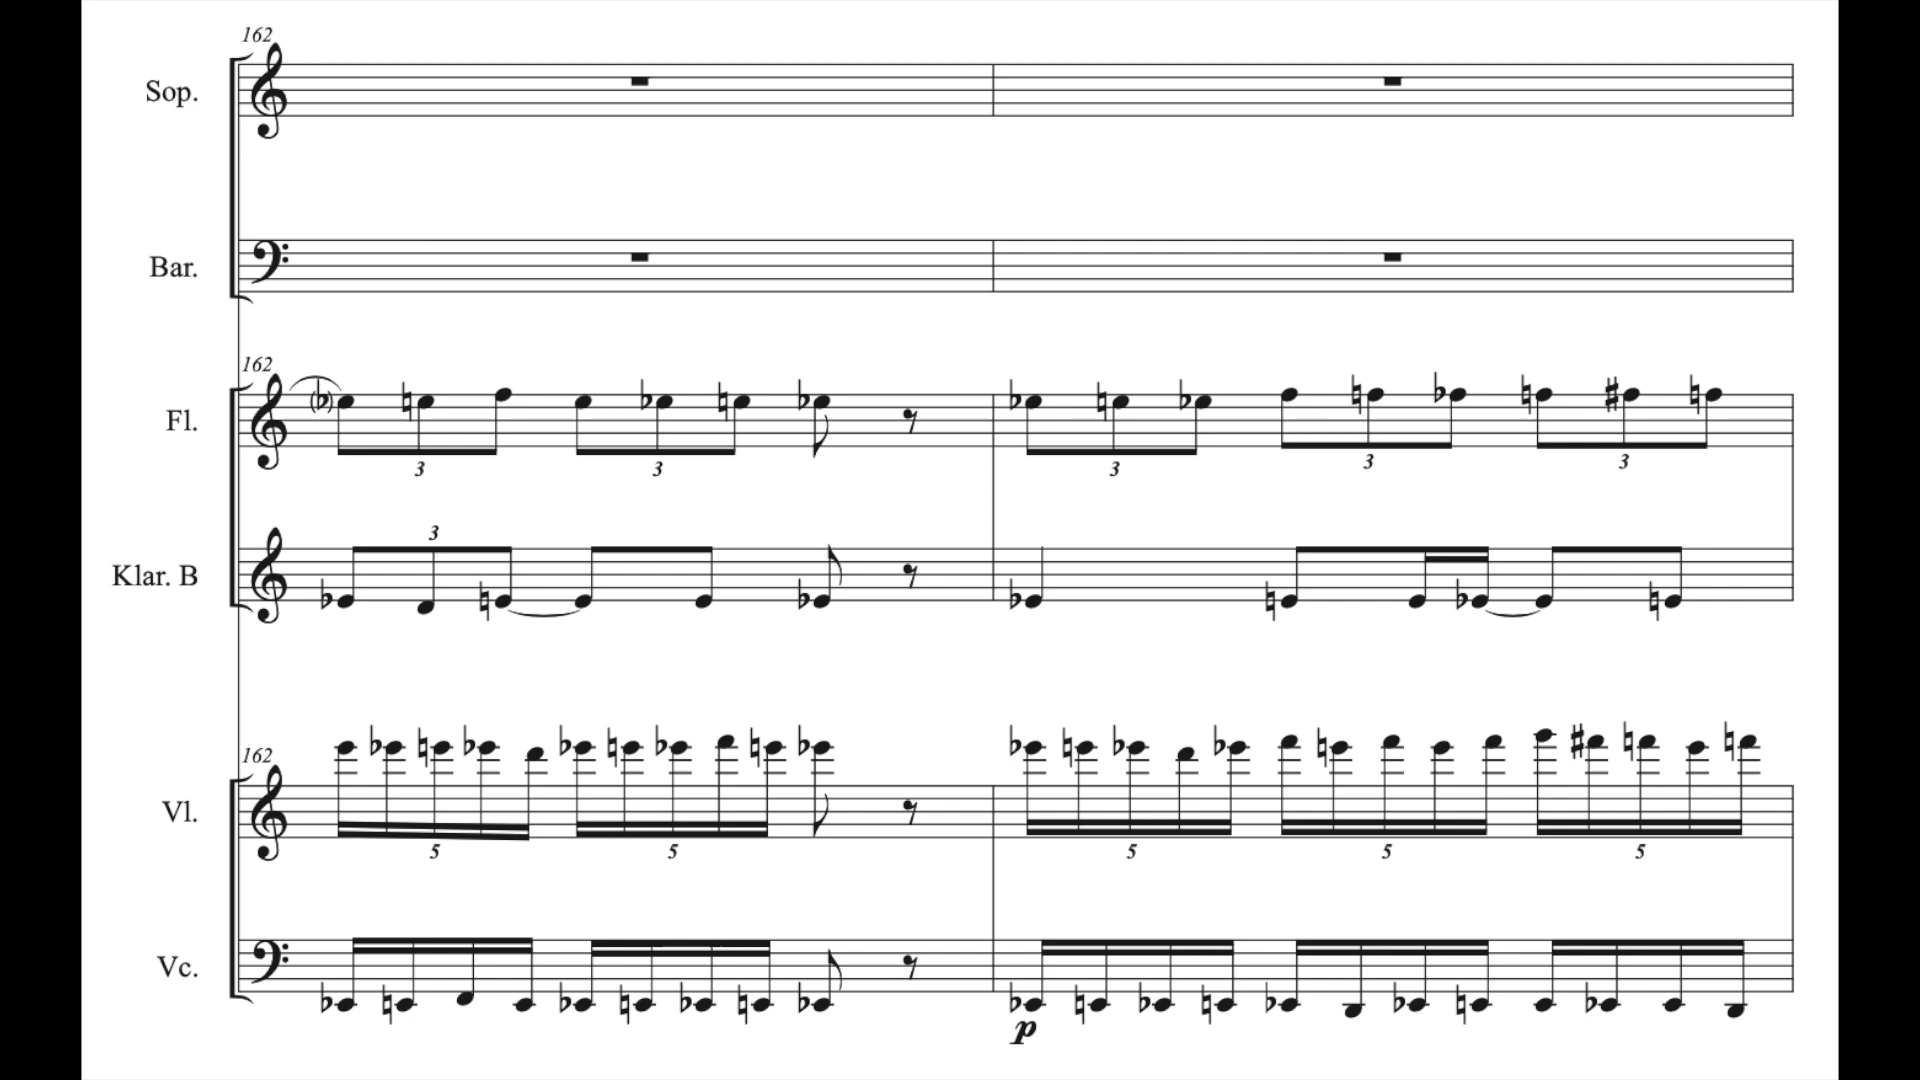 162
Sop.
Bar.
162
Fl.
3 3 3 3 3
3
Klar. B
162
Vl.
5 5 5 5 5
Vc.
p